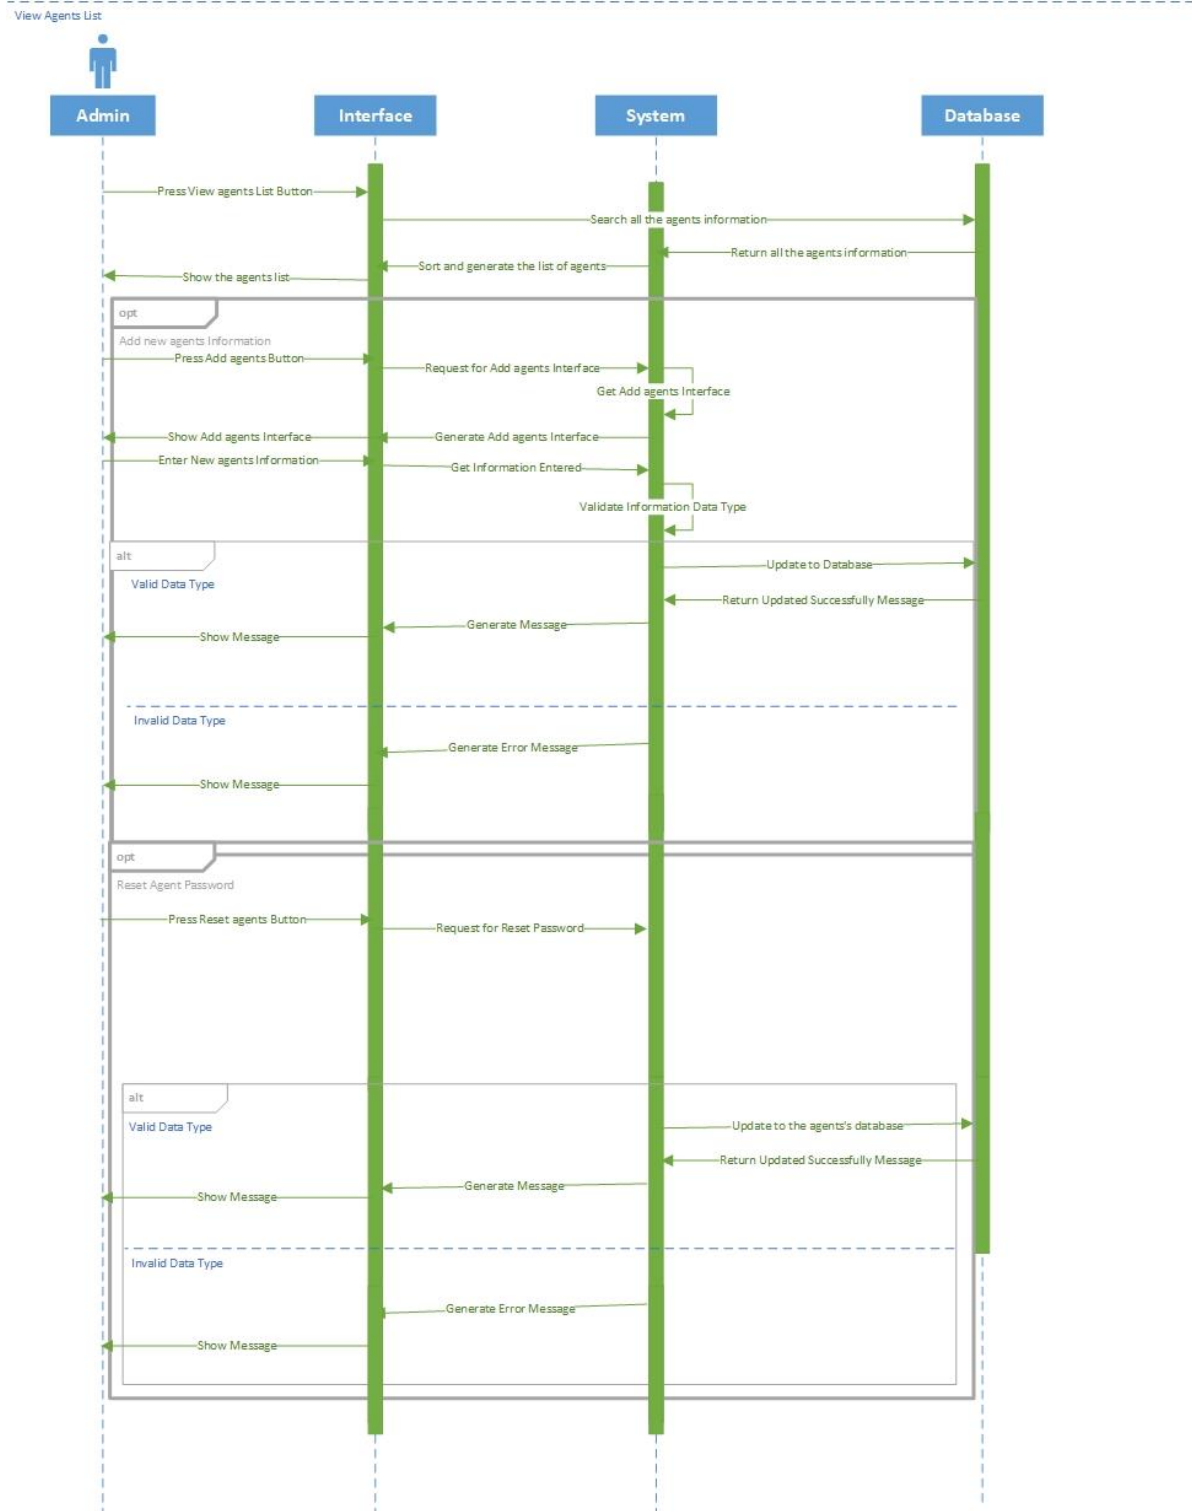 View Agents List
Admin
Interface
System
Database
Press View agents List Button
Search all the agents information
Return all the agents information
Sort and generate the list of agents
Show the agents list
opt
Add new agents Information
Press Add agents Button
Request for Add agents Interface
Get Add agents Interface
Show Add agents Interface
Generate Add agents Interface
Enter New agents Information
Get Information Entered
Validate Information Data Type
alt
Update to Database
Valid Data Type
Return Updated Successfully Message
Generate Message
Show Message
Invalid Data Type
Generate Error Message
Show Message
opt
Reset Agent Password
Press Reset agents Button
Request for Reset Password
alt
Valid Data Type
Update to the agents's database
Return Updated Successfully Message
Generate Message
Show Message
Invalid Data Type
Generate Error Message
Show Message